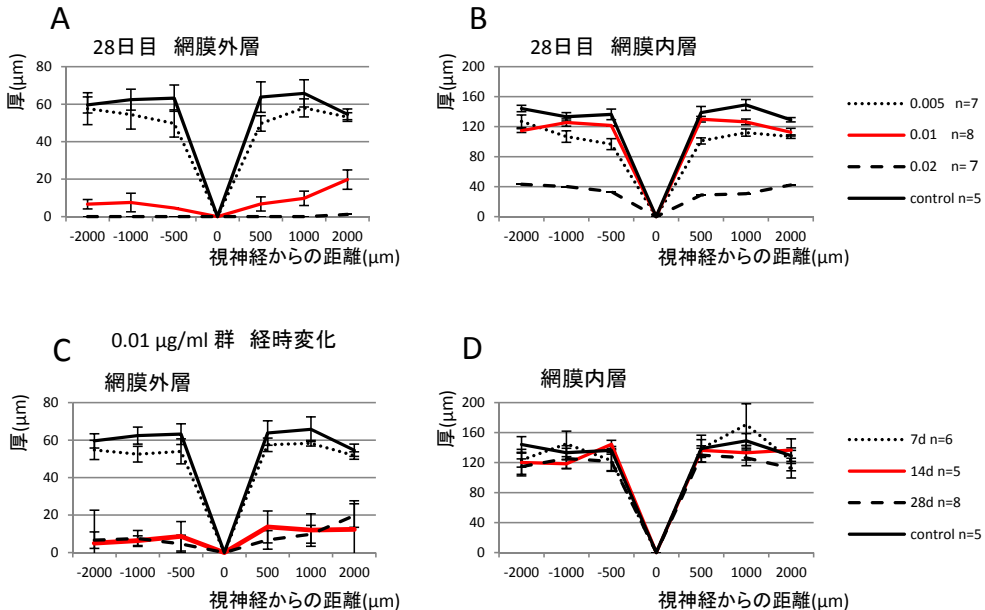 A
28日目 網膜外層
厚(µm)
80
60
40
20
0
-2000 -1000 -500 0 500 1000 2000
視神経からの距離(µm)
B
28日目 網膜内層
厚(µm)
200
160
120
80
40
0
-2000 -1000 -500 0 500 1000 2000
視神経からの距離(µm)
0.005 n=7
0.01 n=8
0.02 n=7
control n=5
0.01 µg/ml 群 経時変化
C
網膜外層
厚(µm)
80
60
40
20
0
-2000 -1000 -500 0 500 1000 2000
視神経からの距離(µm)
D
網膜内層
厚(µm)
200
160
120
80
40
0
-2000 -1000 -500 0 500 1000 2000
視神経からの距離(µm)
7d n=6
14d n=5
28d n=8
control n=5